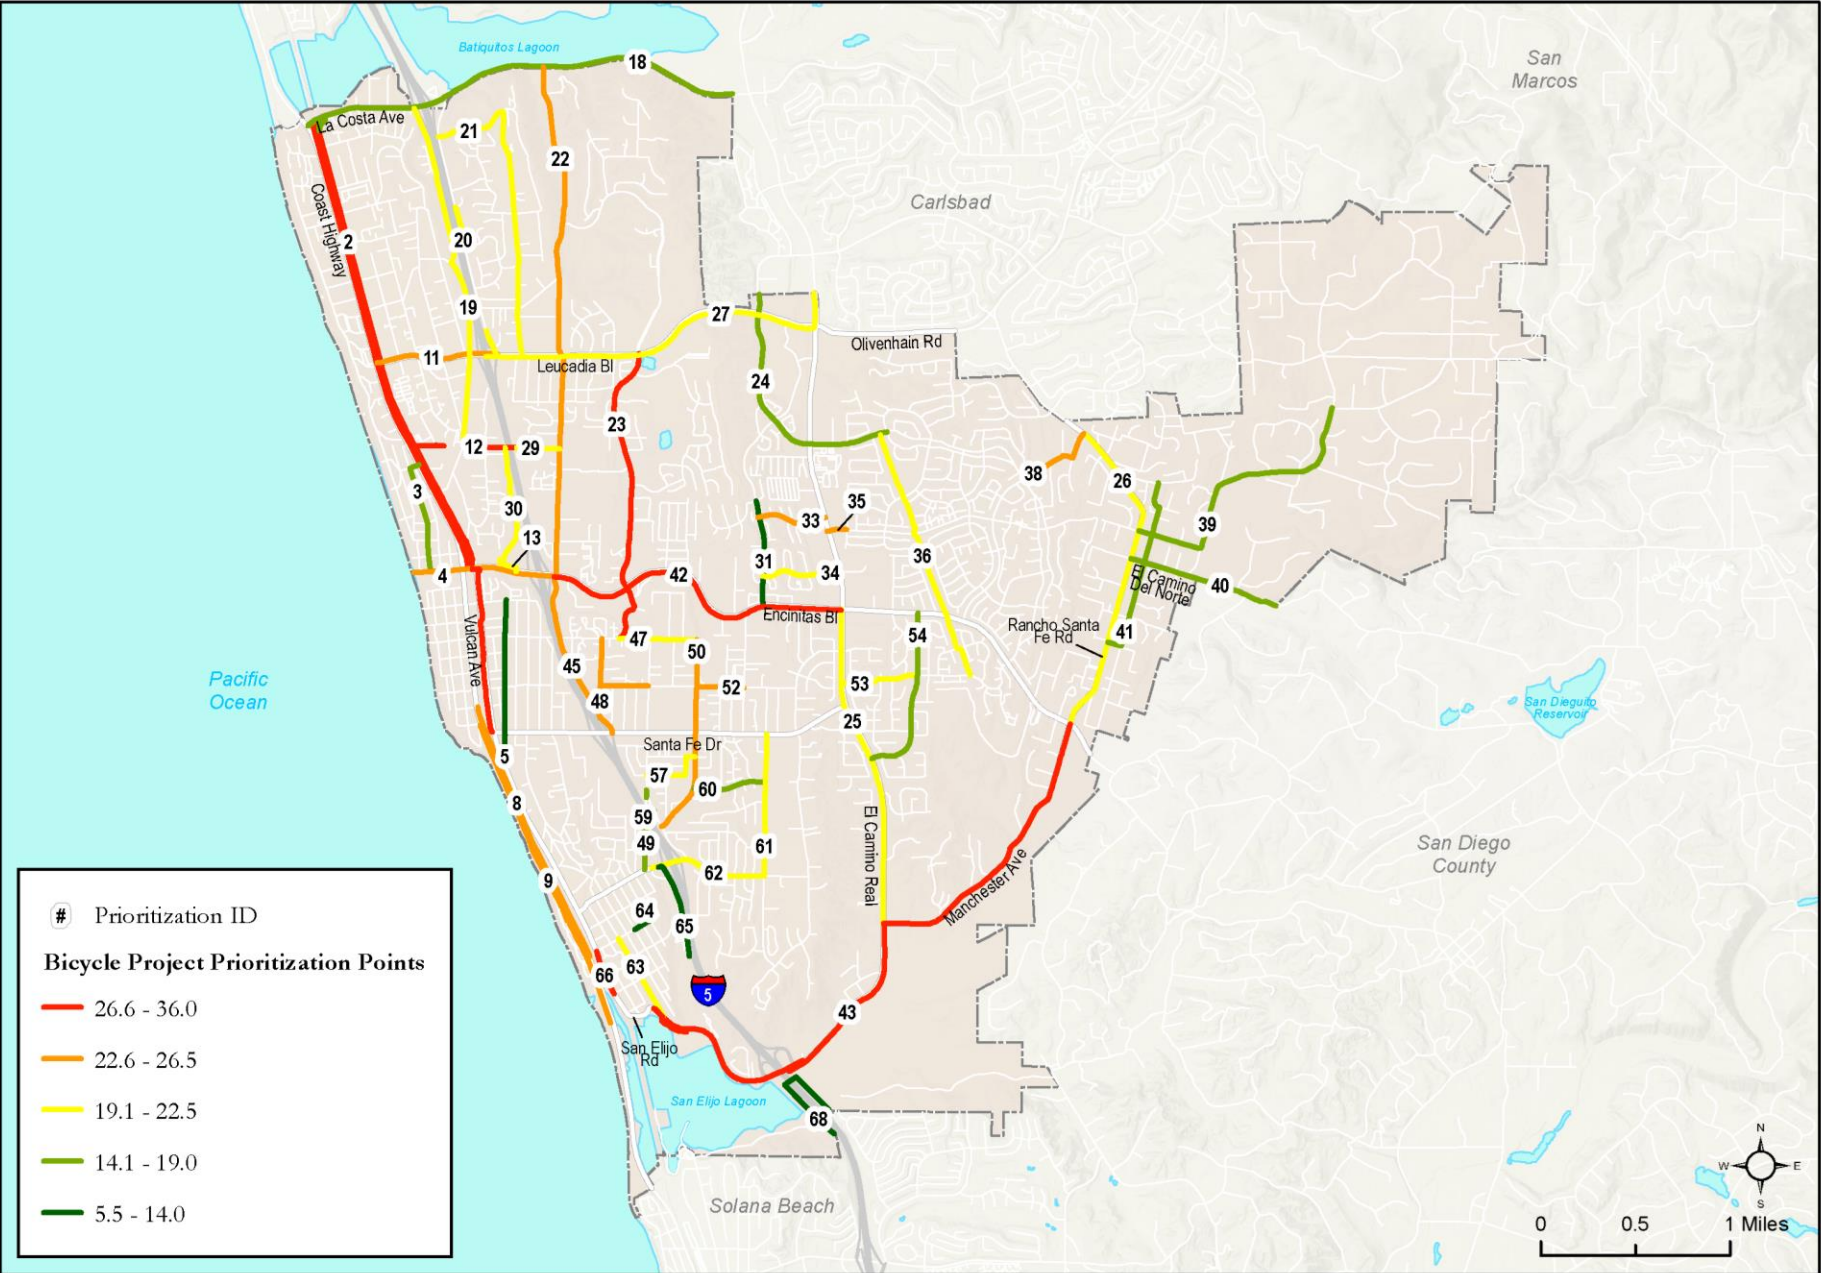 Batiquitos Lagoon
18
San
Marcos
La Costa Ave
21
22
Coast Highway
2
20
Carlsbad
19
27
11
Leucadia Bl
Olivenhain Rd
24
23
12
29
38
26
3
30
35
33
39
13
36
4
42
31
34
El Camino
Del Norte
40
Encinitas Bl
Vulcan Ave
47
54
Rancho Santa
Fe Rd
41
50
45
Pacific
Ocean
48
52
53
San Dieguito
Reservoir
25
Santa Fe Dr
5
57
60
8
59
49
61
El Camino Real
San Diego
County
62
9
Manchester Ave
64
65
66
63
5
43
San Elijo
Rd
San Elijo Lagoon
68
Solana Beach
# Prioritization ID
Bicycle Project Prioritization Points
26.6 - 36.0
22.6 - 26.5
19.1 - 22.5
14.1 - 19.0
5.5 - 14.0
N
W E
S
0 0.5 1 Miles